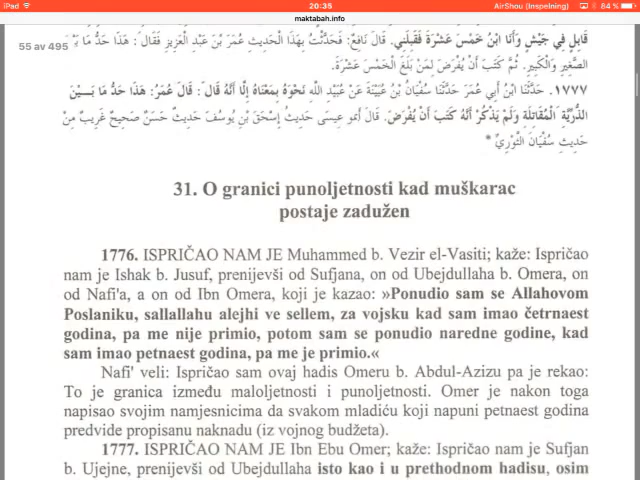 iPad
20:35
AirShou (Inspelning)
84 %
maktabah.info
55 av 495
قابل في جيش وأنا ابن خمس عشرة فقبلني. قال نافع: فحدثت بهذا الحديث عمر بن عبد العزيز فقال: هذا حد ما
الصغير والكبير. ثم كتب أن يفرض لمن بلغ الخمس عشرة.
١٧٧٧. حدثنا ابن أبي عمر حدثنا سفيان بن عيينة عن عبيد الله نحوه بمعناه إلا أنه قال: قال عمر: هذا حد ما بين
الذرية المقاتلة ولم يذكر أنه كتب أن يفرض. قال أبو عيسى حديث إسحق بن يوسف حديث حسن صحيح غريب من
حديث سفيان الثوري *
31. O granici punoljetnosti kad muškarac
postaje zadužen
1776. ISPRIČAO NAM JE Muhammed b. Vezir el-Vasiti; kaže: Ispričao
nam je Ishak b. Jusuf, prenijevši od Sufjana, on od Ubejdullaha b. Omera, on
od Nafi'a, a on od Ibn Omera, koji je kazao: »Ponudio sam se Allahovom
Poslaniku, sallallahu alejhi ve sellem, za vojsku kad sam imao četrnaest
godina, pa me nije primio, potom sam se ponudio naredne godine, kad
sam imao petnaest godina, pa me je primio.«
Nafi' veli: Ispričao sam ovaj hadis Omeru b. Abdul-Azizu pa je rekao:
To je granica između maloljetnosti i punoljetnosti. Omer je nakon toga
napisao svojim namjesnicima da svakom mladiću koji napuni petnaest godina
predvide propisanu naknadu (iz vojnog budžeta).
1777. ISPRIČAO NAM JE Ibn Ebu Omer; kaže: Ispričao nam je Sufjan
b. Ujejne, prenijevši od Ubejdullaha isto kao i u prethodnom hadisu, osim